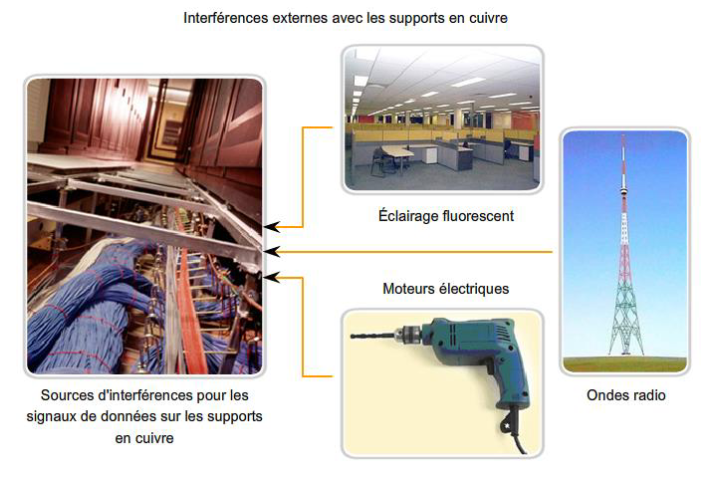 Interférences externes avec les supports en cuivre
Éclairage fluorescent
Moteurs électriques
Ondes radio
Sources d'interférences pour les
signaux de données sur les supports
en cuivre